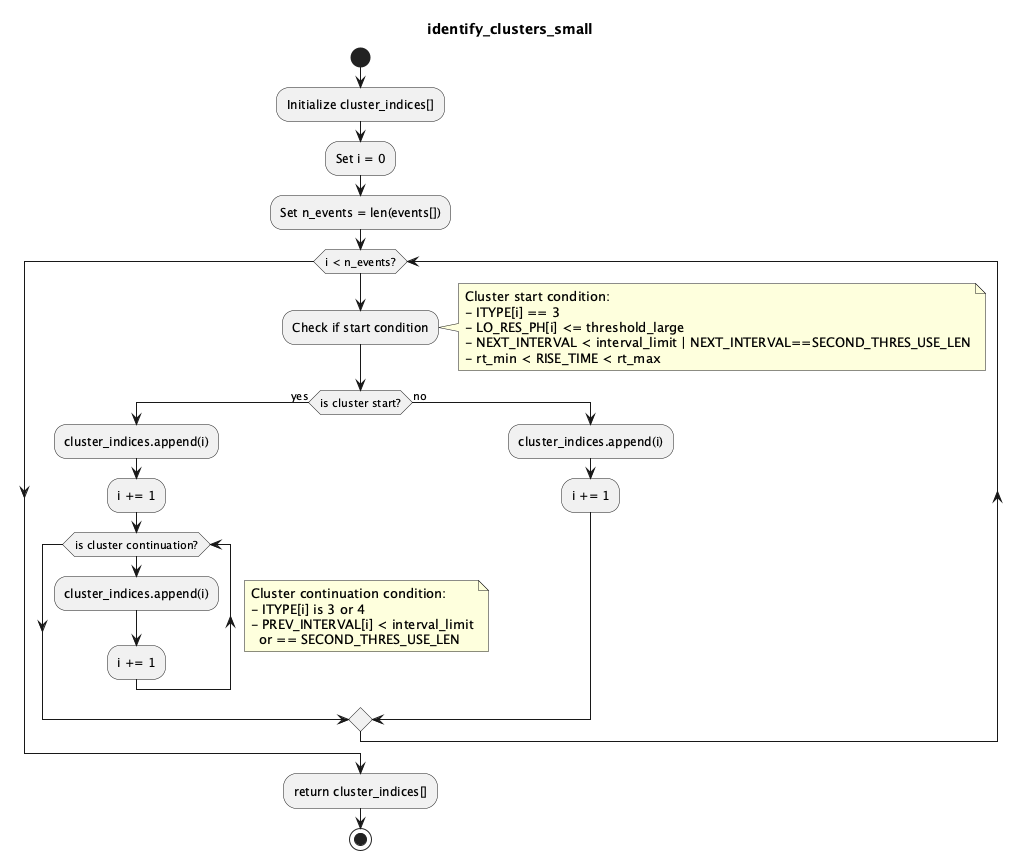 identify_clusters_small
Initialize cluster_indices[]
Set i = 0
Set n_events = len(events[])
i < n_events?
Check if start condition
Cluster start condition:
– ITYPE[i] == 3
– LO_RES_PH[i] <= threshold_large
– NEXT_INTERVAL < interval_limit | NEXT_INTERVAL==SECOND_THRES_USE_LEN
– rt_min < RISE_TIME < rt_max
yes
is cluster start?
no
cluster_indices.append(i)
i += 1
is cluster continuation?
cluster_indices.append(i)
i += 1
Cluster continuation condition:
– ITYPE[i] is 3 or 4
– PREV_INTERVAL[i] < interval_limit
or == SECOND_THRES_USE_LEN
cluster_indices.append(i)
i += 1
return cluster_indices[]